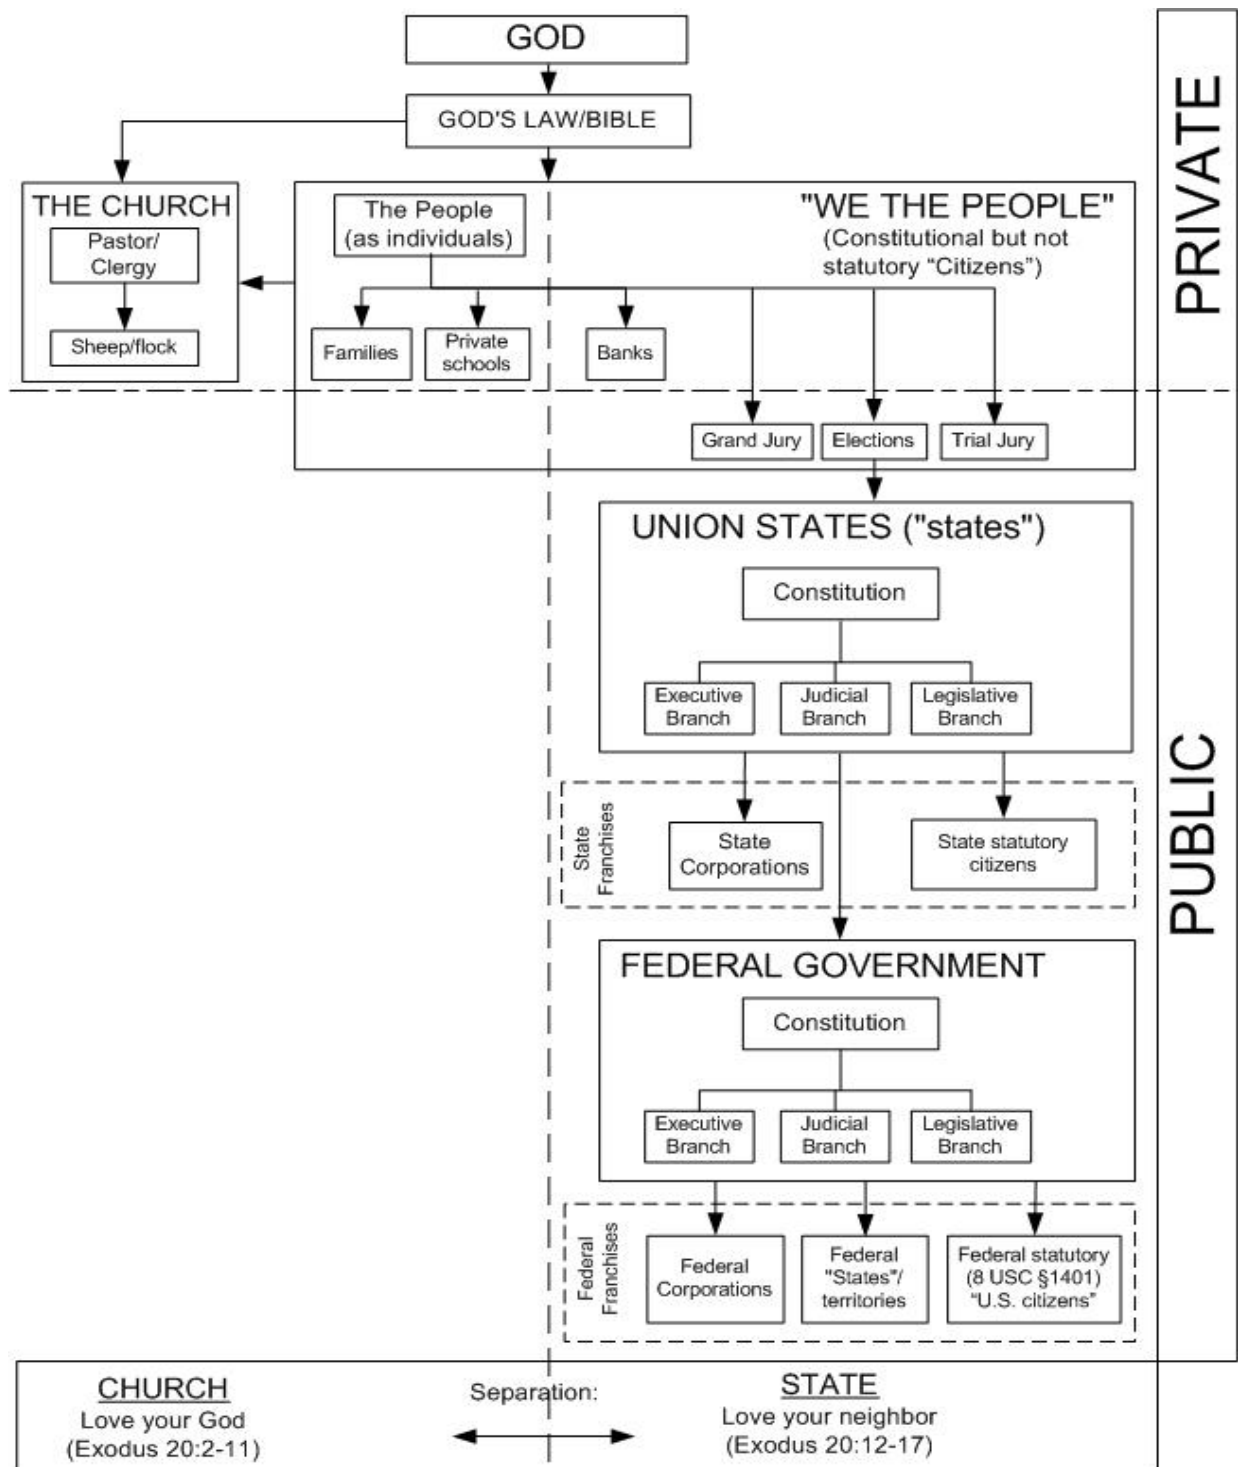 GOD
GOD'S LAW/BIBLE
THE CHURCH
Pastor/
Clergy
Sheep/flock
The People
(as individuals)
"WE THE PEOPLE"
(Constitutional but not
statutory “Citizens”)
Families
Private
schools
Banks
Grand Jury
Elections
Trial Jury
PRIVATE
UNION STATES ("states")
Constitution
Executive
Branch
Judicial
Branch
Legislative
Branch
State
Franchises
State
Corporations
State statutory
citizens
FEDERAL GOVERNMENT
Constitution
Executive
Branch
Judicial
Branch
Legislative
Branch
Federal
Franchises
Federal
Corporations
Federal
"States"/
territories
Federal statutory
(8 USC §1401)
“U.S. citizens”
PUBLIC
CHURCH
Love your God
(Exodus 20:2-11)
Separation:
STATE
Love your neighbor
(Exodus 20:12-17)